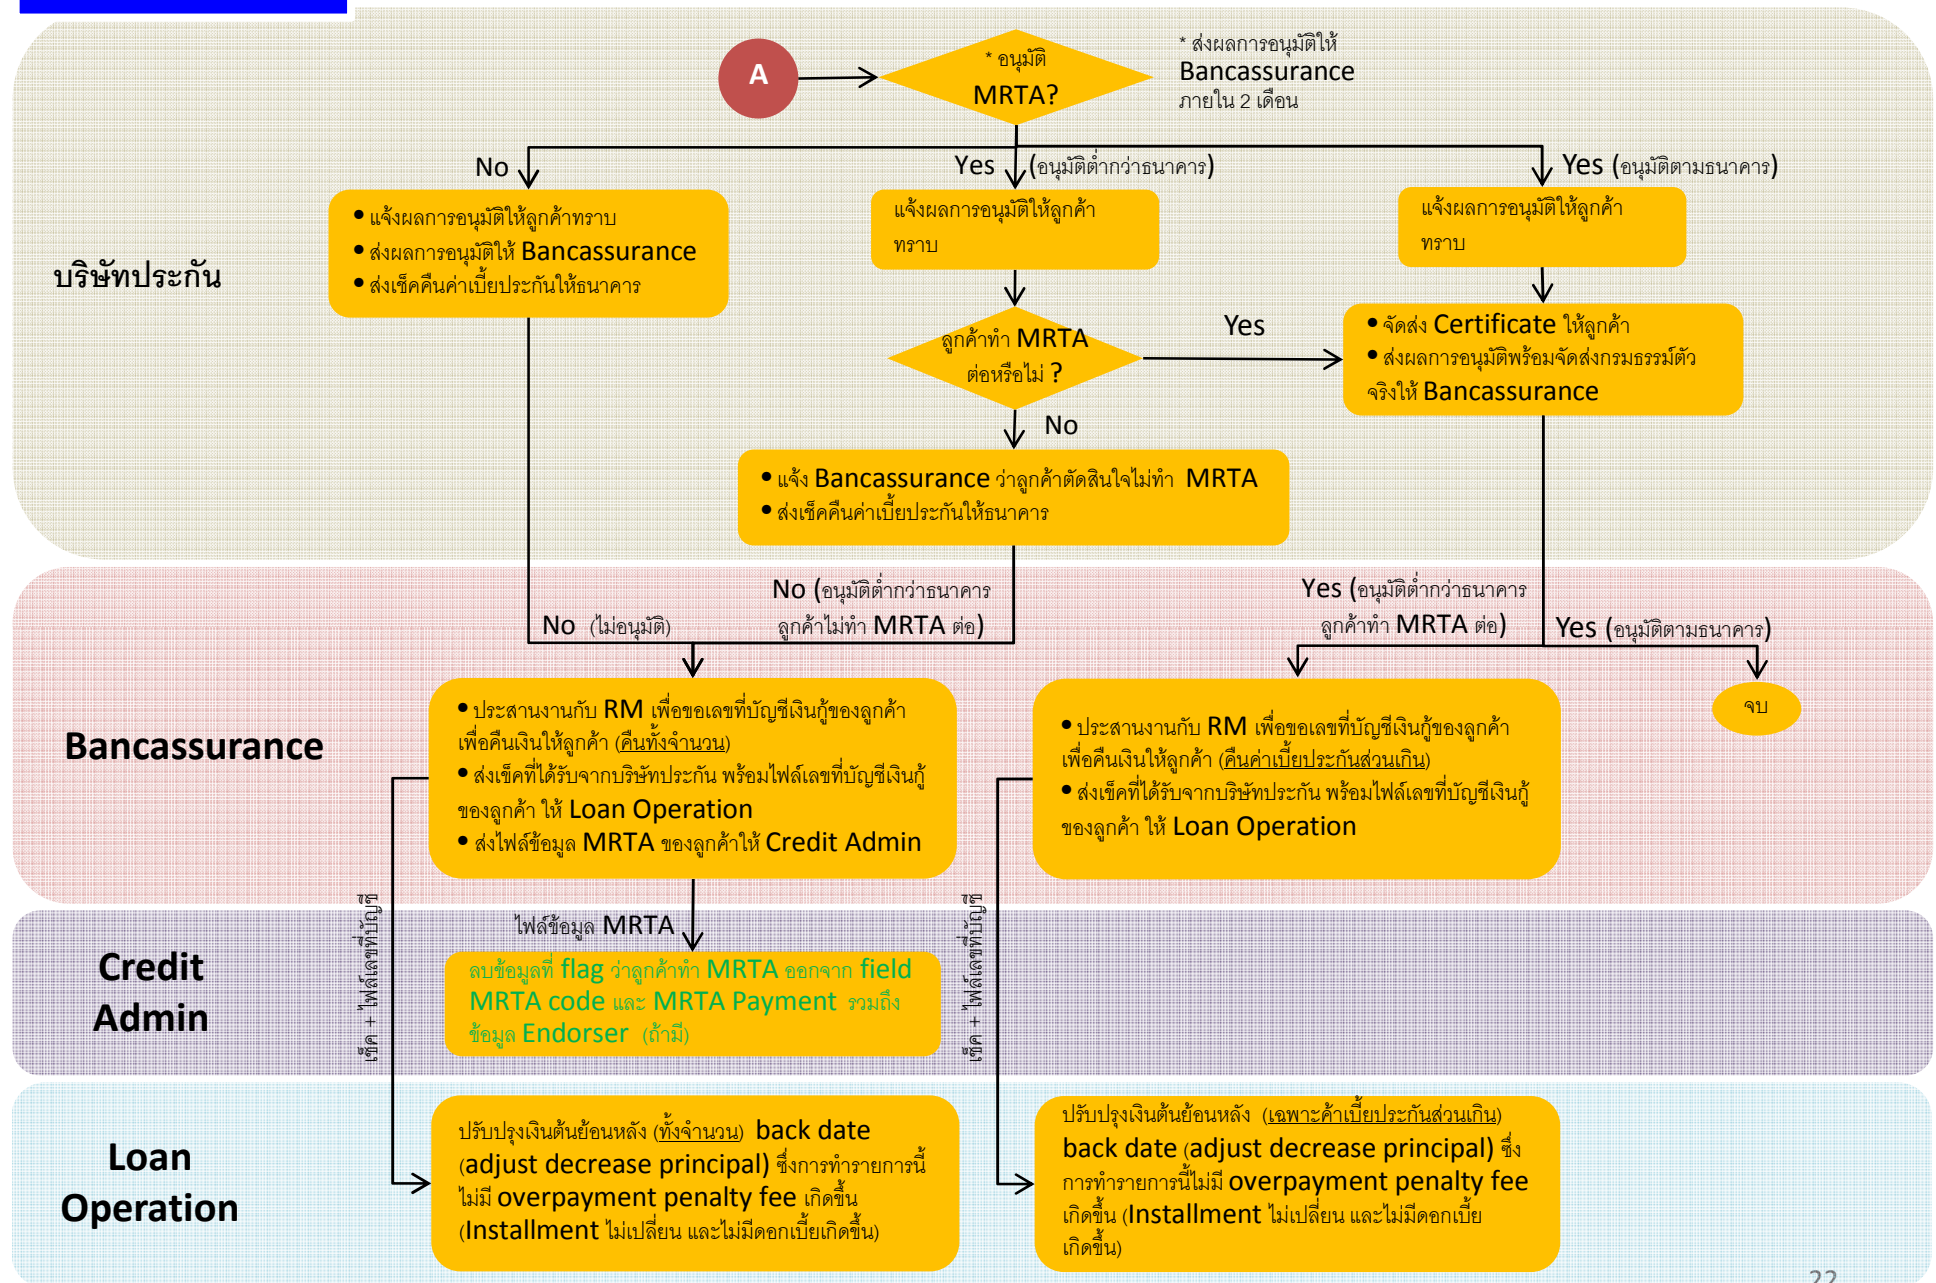 A
* อนุมัติ
MRTA?
* ส่งผลการอนุมัติให้
Bancassurance
ภายใน 2 เดือน
No
Yes (อนุมัติต่ำกว่าธนาคาร)
Yes (อนุมัติตามธนาคาร)
บริษัทประกัน
• แจ้งผลการอนุมัติให้ลูกค้าทราบ
• ส่งผลการอนุมัติให้ Bancassurance
• ส่งเช็คคืนค่าเบี้ยประกันให้ธนาคาร
แจ้งผลการอนุมัติให้ลูกค้า
ทราบ
แจ้งผลการอนุมัติให้ลูกค้า
ทราบ
ลูกค้าทำ MRTA
ต่อหรือไม่ ?
Yes
• จัดส่ง Certificate ให้ลูกค้า
• ส่งผลการอนุมัติพร้อมจัดส่งกรมธรรม์ตัว
จริงให้ Bancassurance
No
• แจ้ง Bancassurance ว่าลูกค้าตัดสินใจไม่ทำ MRTA
• ส่งเช็คคืนค่าเบี้ยประกันให้ธนาคาร
No (ไม่อนุมัติ)
No (อนุมัติต่ำกว่าธนาคาร
ลูกค้าไม่ทำ MRTA ต่อ)
Yes (อนุมัติต่ำกว่าธนาคาร
ลูกค้าทำ MRTA ต่อ)
Yes (อนุมัติตามธนาคาร)
Bancassurance
• ประสานงานกับ RM เพื่อขอเลขที่บัญชีเงินกู้ของลูกค้า
เพื่อคืนเงินให้ลูกค้า (คืนทั้งจำนวน)
• ส่งเช็คที่ได้รับจากบริษัทประกัน พร้อมไฟล์เลขที่บัญชีเงินกู้
ของลูกค้า ให้ Loan Operation
• ส่งไฟล์ข้อมูล MRTA ของลูกค้าให้ Credit Admin
• ประสานงานกับ RM เพื่อขอเลขที่บัญชีเงินกู้ของลูกค้า
เพื่อคืนเงินให้ลูกค้า (คืนค่าเบี้ยประกันส่วนเกิน)
• ส่งเช็คที่ได้รับจากบริษัทประกัน พร้อมไฟล์เลขที่บัญชีเงินกู้
ของลูกค้า ให้ Loan Operation
จบ
เช็ค + ไฟล์เลขที่บัญชี
ไฟล์ข้อมูล MRTA
เช็ค + ไฟล์เลขที่บัญชี
Credit
Admin
ลบข้อมูลที่ flag ว่าลูกค้าทำ MRTA ออกจาก field
MRTA code และ MRTA Payment รวมถึง
ข้อมูล Endorser (ถ้ามี)
Loan
Operation
ปรับปรุงเงินต้นย้อนหลัง (ทั้งจำนวน) back date
(adjust decrease principal) ซึ่งการทำรายการนี้
ไม่มี overpayment penalty fee เกิดขึ้น
(Installment ไม่เปลี่ยน และไม่มีดอกเบี้ยเกิดขึ้น)
ปรับปรุงเงินต้นย้อนหลัง (เฉพาะค่าเบี้ยประกันส่วนเกิน)
back date (adjust decrease principal) ซึ่ง
การทำรายการนี้ไม่มี overpayment penalty fee
เกิดขึ้น (Installment ไม่เปลี่ยน และไม่มีดอกเบี้ย
เกิดขึ้น)
22